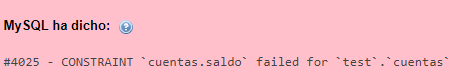 MySQL ha dicho:
#4025 - CONSTRAINT `cuentas.saldo` failed for `test`.`cuentas`